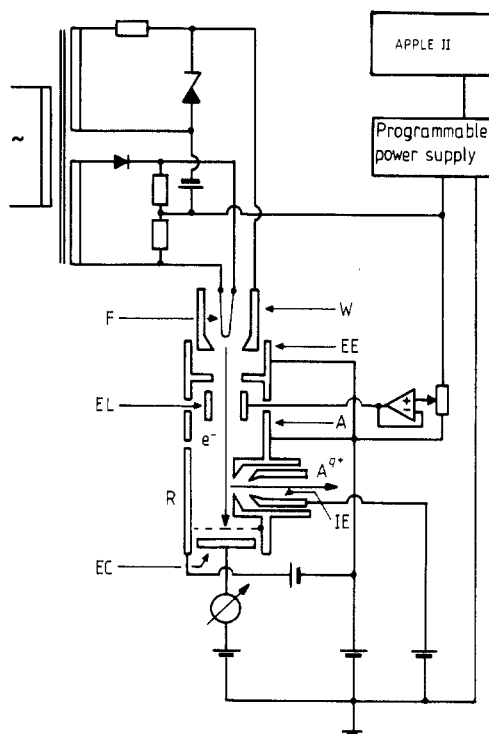 APPLE II
Programmable
power supply
~
F
W
EE
EL
A
e⁻
A^q+
R
IE
EC